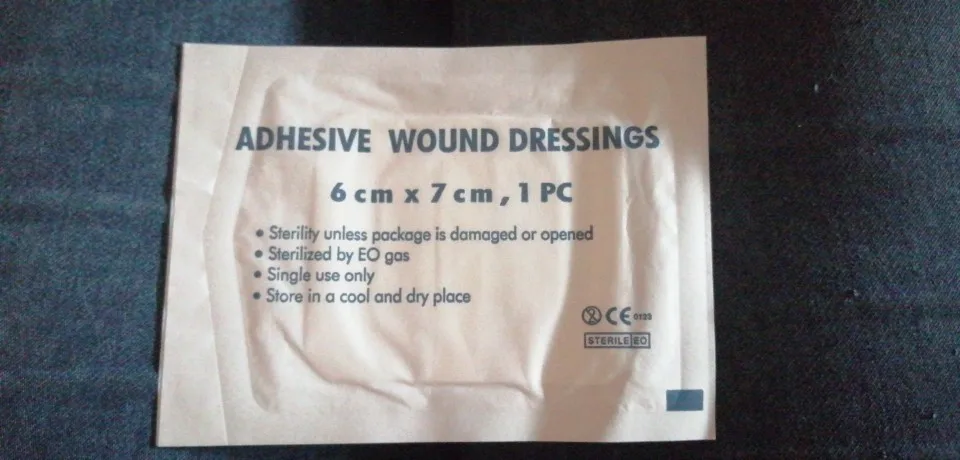 ADHESIVE WOUND DRESSINGS
6 cm x 7 cm, 1 PC
• Sterility unless package is damaged or opened
• Sterilized by EO gas
• Single use only
• Store in a cool and dry place
CE
STERILE EO